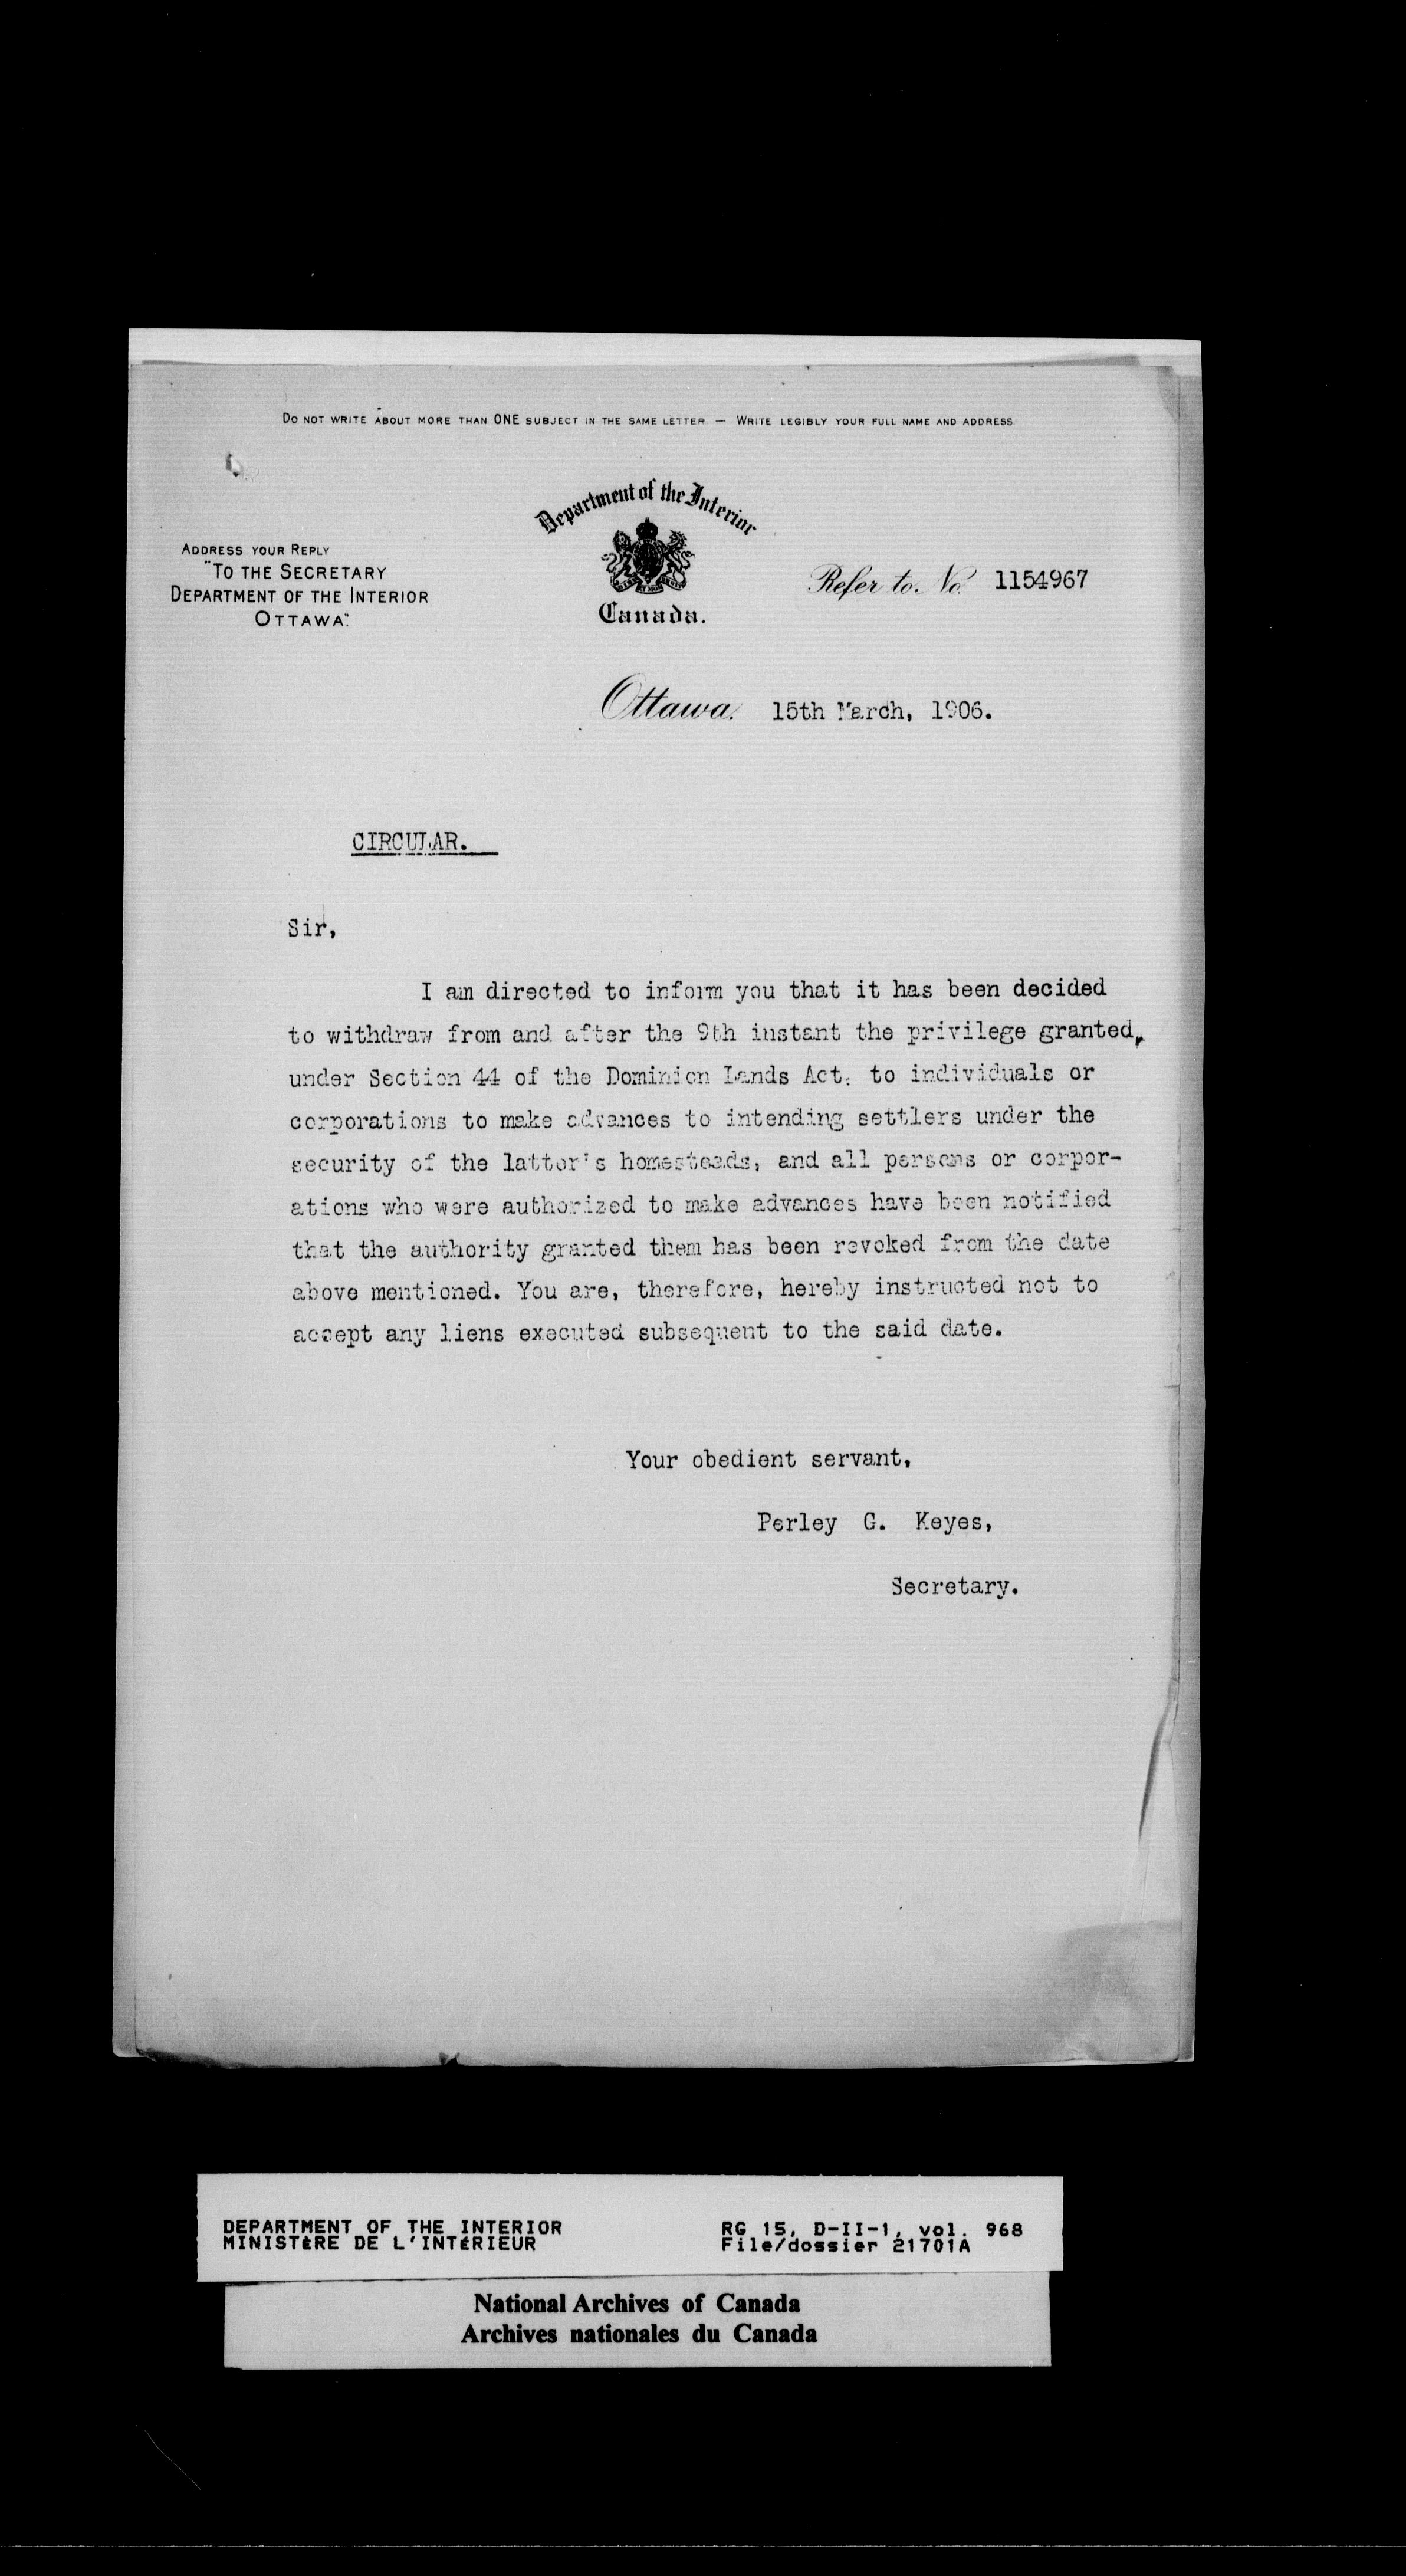 DO NOT WRITE ABOUT MORE THAN ONE SUBJECT IN THE SAME LETTER — WRITE LEGIBLY YOUR FULL NAME AND ADDRESS
Department of the Interior
Canada.
ADDRESS YOUR REPLY
"TO THE SECRETARY
DEPARTMENT OF THE INTERIOR
OTTAWA"
Refer to No. 1154967
Ottawa, 15th March, 1906.
CIRCULAR.
Sir,
I am directed to inform you that it has been decided
to withdraw from and after the 9th instant the privilege granted,
under Section 44 of the Dominion Lands Act, to individuals or
corporations to make advances to intending settlers under the
security of the latter's homesteads, and all persons or corpor-
ations who were authorized to make advances have been notified
that the authority granted them has been revoked from the date
above mentioned. You are, therefore, hereby instructed not to
accept any liens executed subsequent to the said date.
Your obedient servant,
Perley G. Keyes,
Secretary.
DEPARTMENT OF THE INTERIOR RG 15, D-II-1, vol. 968
MINISTÈRE DE L'INTÉRIEUR File/dossier 21701A
National Archives of Canada
Archives nationales du Canada